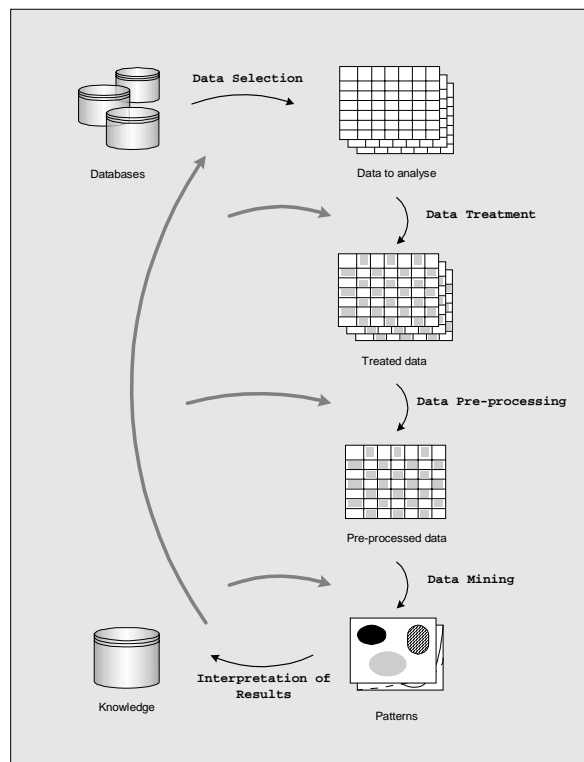 Data Selection
Databases
Data to analyse
Data Treatment
Treated data
Data Pre-processing
Pre-processed data
Data Mining
Interpretation of
Results
Knowledge
Patterns